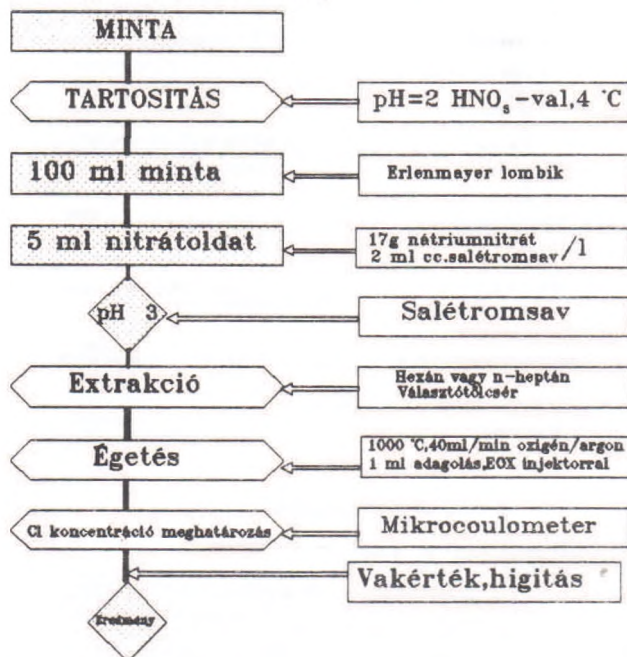 MINTA
TARTOSITÁS
pH=2 HNO₃-val,4 °C
100 ml minta
Erlenmayer lombik
5 ml nitrátoldat
17g nátriumnitrát
2 ml cc.salétromsav/1
pH 3
Salétromsav
Extrakció
Hexán vagy n-heptán
Választótölcsér
Égetés
1000 °C,40ml/min oxigén/argon
1 ml adagolás,EOX injektorral
Cl koncentráció meghatározás
Mikrocoulometer
Vakérték,higitás
Eredmény